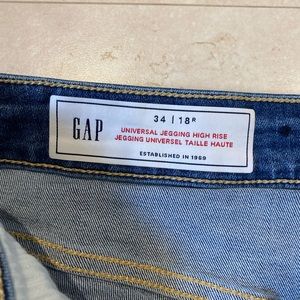 GAP
34 | 18R
UNIVERSAL JEGGING HIGH RISE
JEGGING UNIVERSEL TAILLE HAUTE
ESTABLISHED IN 1969